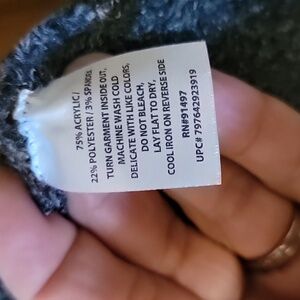 75% ACRYLIC/
22% POLYESTER / 3% SPANDEX
TURN GARMENT INSIDE OUT,
MACHINE WASH COLD
DELICATE WITH LIKE COLORS,
DO NOT BLEACH,
LAY FLAT TO DRY,
COOL IRON ON REVERSE SIDE
RN#91497
UPC# 797642923919